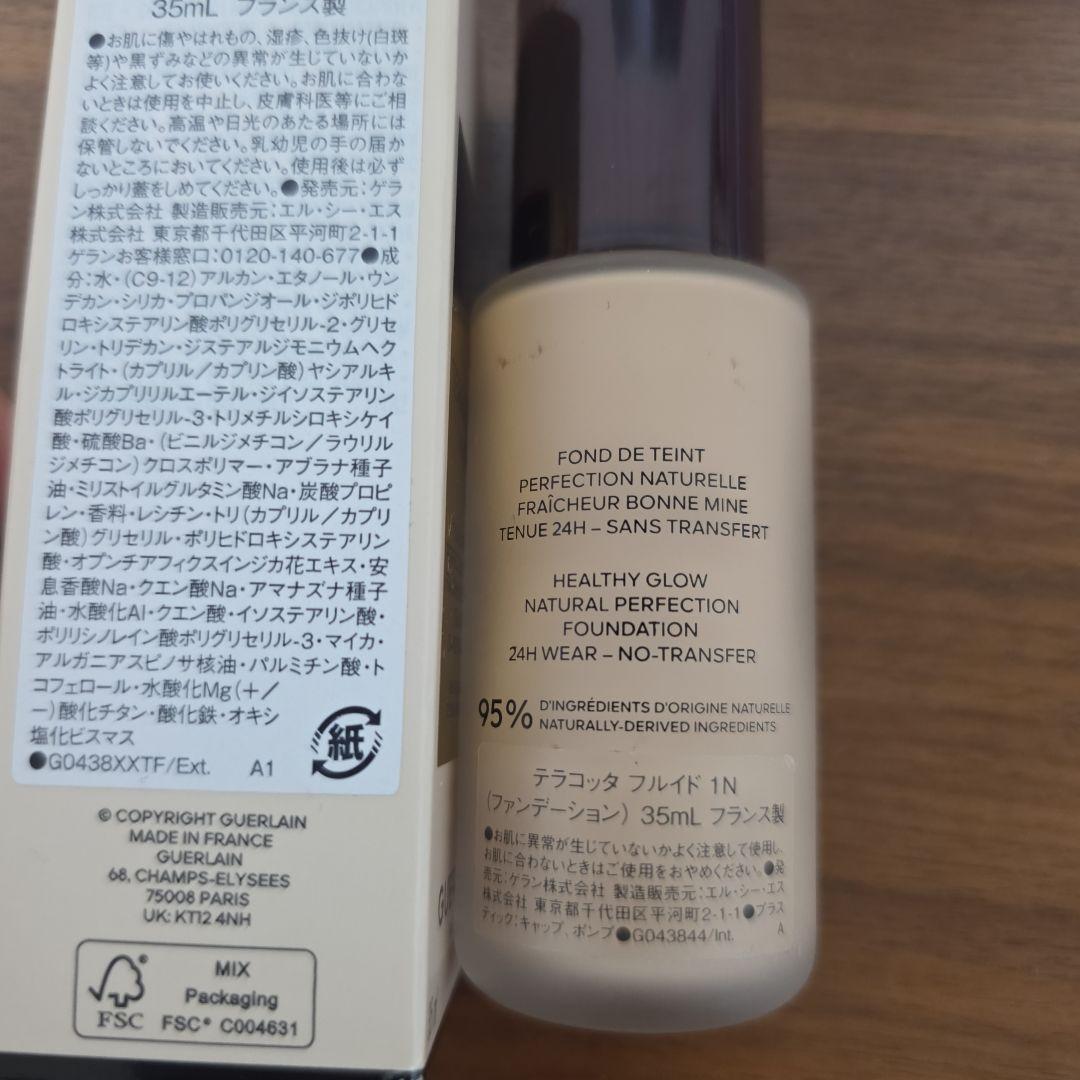 35mL フランス製
●お肌に傷やはれもの、湿疹、色抜け(白斑
等)や黒ずみなどの異常が生じていないか
よく注意してお使いください。お肌に合わな
いときは使用を中止し、皮膚科医等にご相
談ください。高温や日光のあたる場所には
保管しないでください。乳幼児の手の届か
ないところにおいてください。使用後は必ず
しっかり蓋をしめてください。●発売元:ゲラ
ン株式会社 製造販売元:エル・シー・エス
株式会社 東京都千代田区平河町2-1-1
ゲランお客様窓口:0120-140-677●成
分:水・(C9-12)アルカン・エタノール・ウン
デカン・シリカ・プロパンジオール・ジポリヒド
ロキシステアリン酸ポリグリセリル-2・グリセ
リン・トリデカン・ジステアルジモニウムヘク
トライト・(カプリル/カプリン酸)ヤシアルキ
ル・ジカプリリルエーテル・ジイソステアリン
酸ポリグリセリル-3・トリメチルシロキシケイ
酸・硫酸Ba・(ビニルジメチコン/ラウリル
ジメチコン)クロスポリマー・アブラナ種子
油・ミリストイルグルタミン酸Na・炭酸プロピ
レン・香料・レシチン・トリ(カプリル/カプリ
ン酸)グリセリル・ポリヒドロキシステアリン
酸・オプンチアフィクスインジカ花エキス・安
息香酸Na・クエン酸Na・アマナズナ種子
油・水酸化Al・クエン酸・イソステアリン酸・
ポリリシノレイン酸ポリグリセリル-3・マイカ・
アルガニアスピノサ核油・パルミチン酸・ト
コフェロール・水酸化Mg(+/
-)酸化チタン・酸化鉄・オキシ
塩化ビスマス
紙
●G0438XXTF/Ext. A1
© COPYRIGHT GUERLAIN
MADE IN FRANCE
GUERLAIN
68, CHAMPS-ELYSEES
75008 PARIS
UK: KT12 4NH
FSC
MIX
Packaging
FSC® C004631
FOND DE TEINT
PERFECTION NATURELLE
FRAÎCHEUR BONNE MINE
TENUE 24H – SANS TRANSFERT
HEALTHY GLOW
NATURAL PERFECTION
FOUNDATION
24H WEAR – NO-TRANSFER
95% D'INGRÉDIENTS D'ORIGINE NATURELLE
NATURALLY-DERIVED INGREDIENTS
テラコッタ フルイド 1N
(ファンデーション) 35mL フランス製
●お肌に異常が生じていないかよく注意して使用し、
お肌に合わないときはご使用をおやめください。●発
売元:ゲラン株式会社 製造販売元:エル・シー・エス
株式会社 東京都千代田区平河町2-1-1●プラス
ティック:キャップ、ポンプ●G043844/Int. A